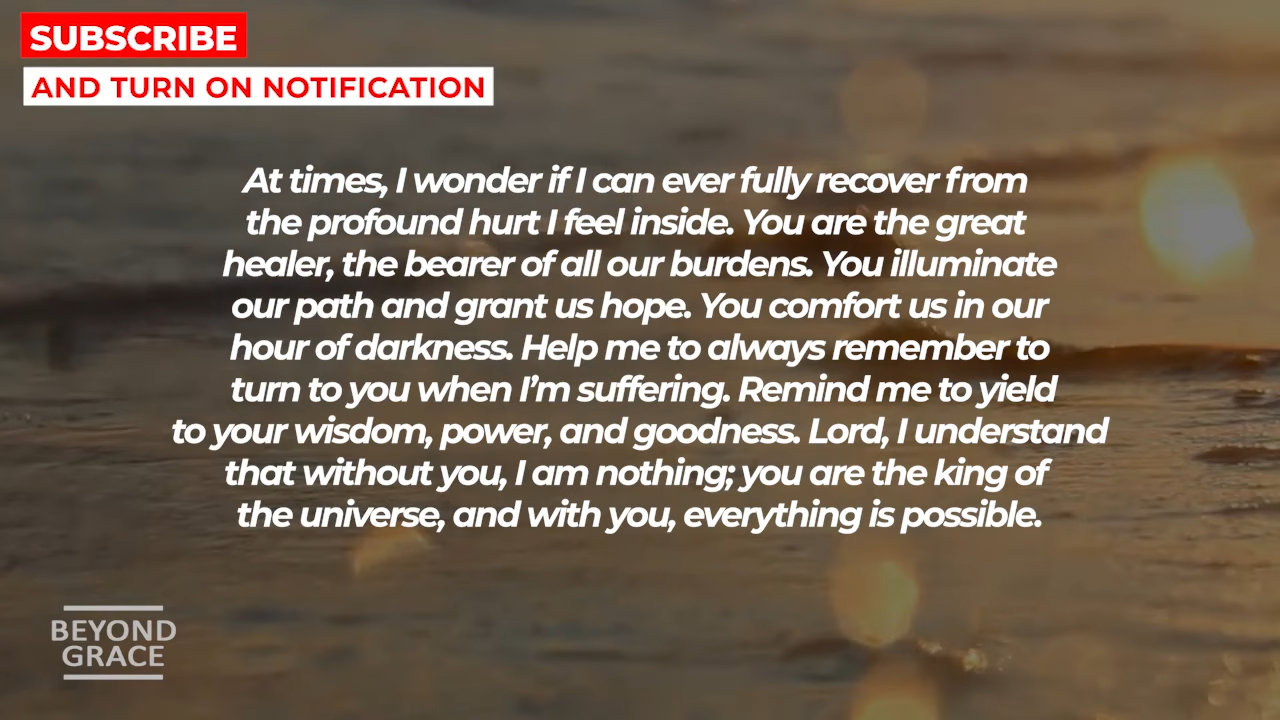 SUBSCRIBE
AND TURN ON NOTIFICATION
At times, I wonder if I can ever fully recover from
the profound hurt I feel inside. You are the great
healer, the bearer of all our burdens. You illuminate
our path and grant us hope. You comfort us in our
hour of darkness. Help me to always remember to
turn to you when I’m suffering. Remind me to yield
to your wisdom, power, and goodness. Lord, I understand
that without you, I am nothing; you are the king of
the universe, and with you, everything is possible.
BEYOND
GRACE